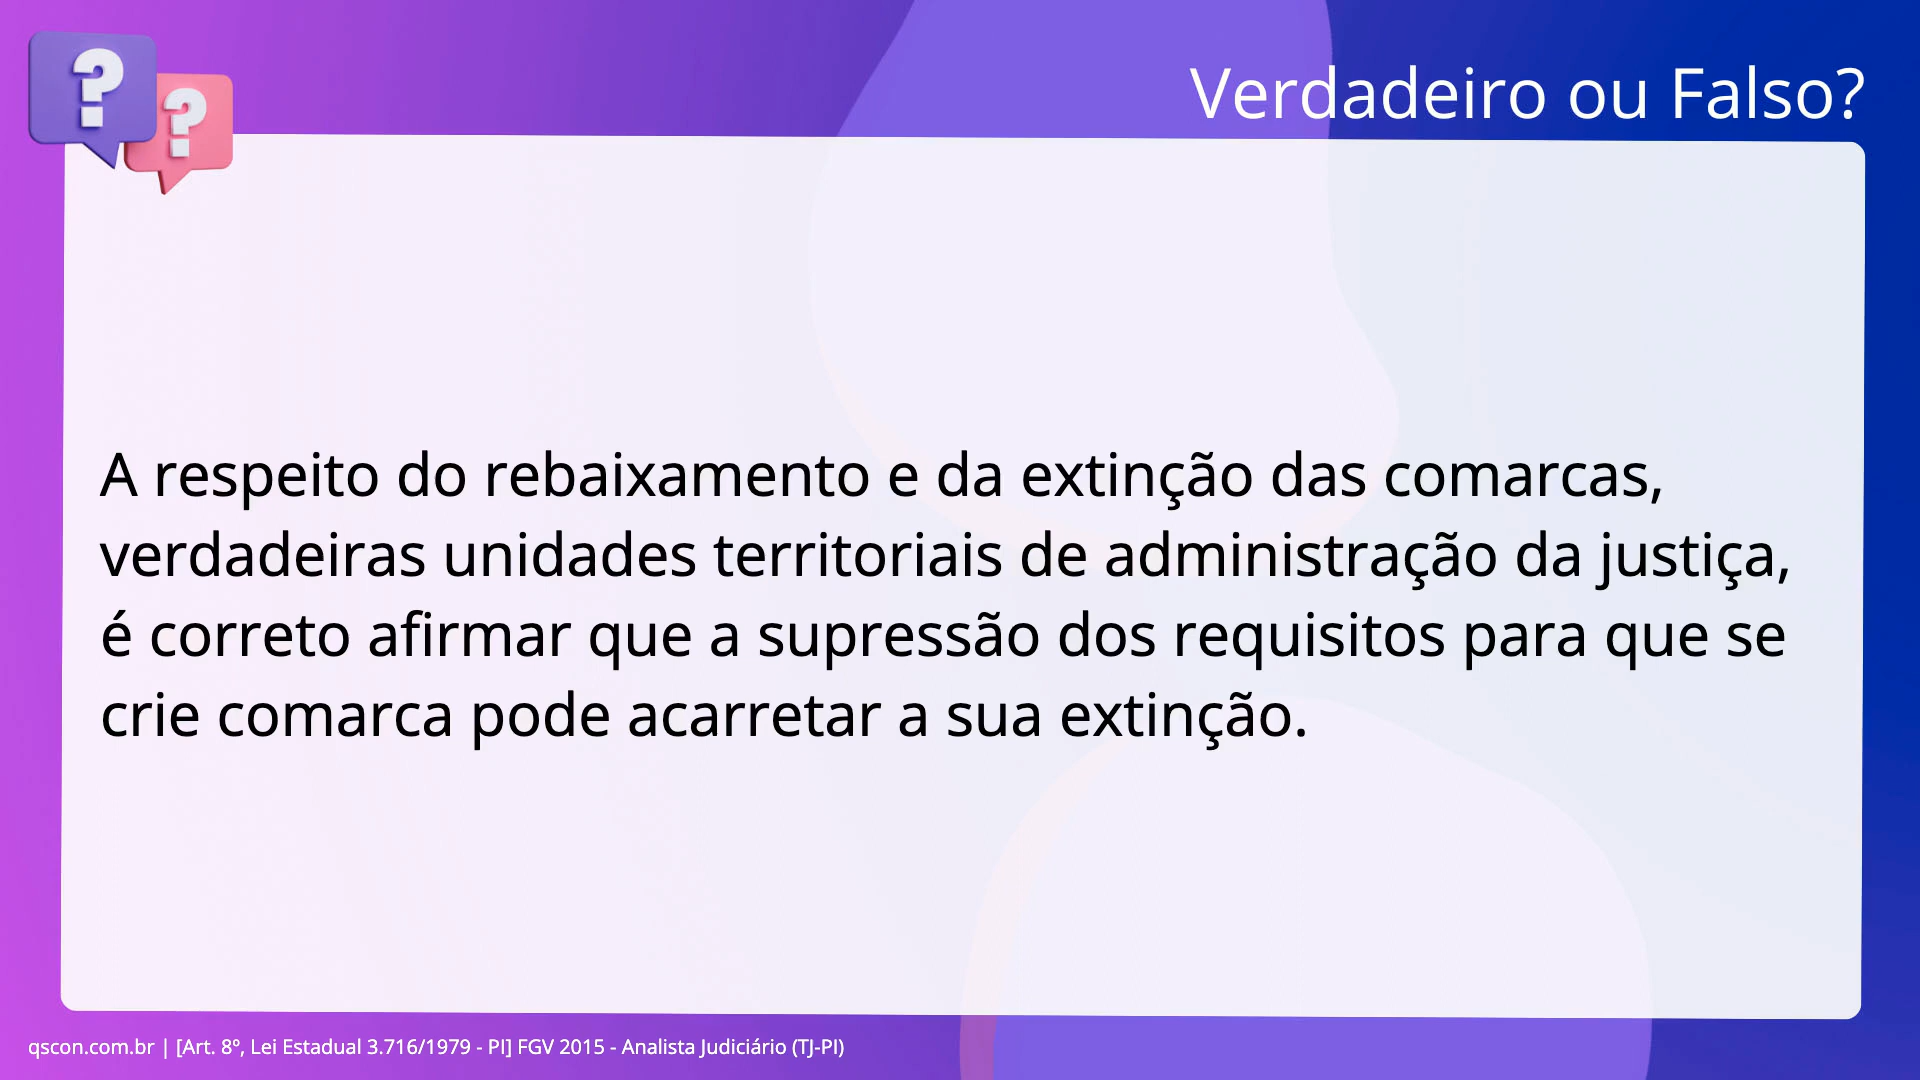 Verdadeiro ou Falso?
A respeito do rebaixamento e da extinção das comarcas,
verdadeiras unidades territoriais de administração da justiça,
é correto afirmar que a supressão dos requisitos para que se
crie comarca pode acarretar a sua extinção.
qscon.com.br | [Art. 8º, Lei Estadual 3.716/1979 - PI] FGV 2015 - Analista Judiciário (TJ-PI)